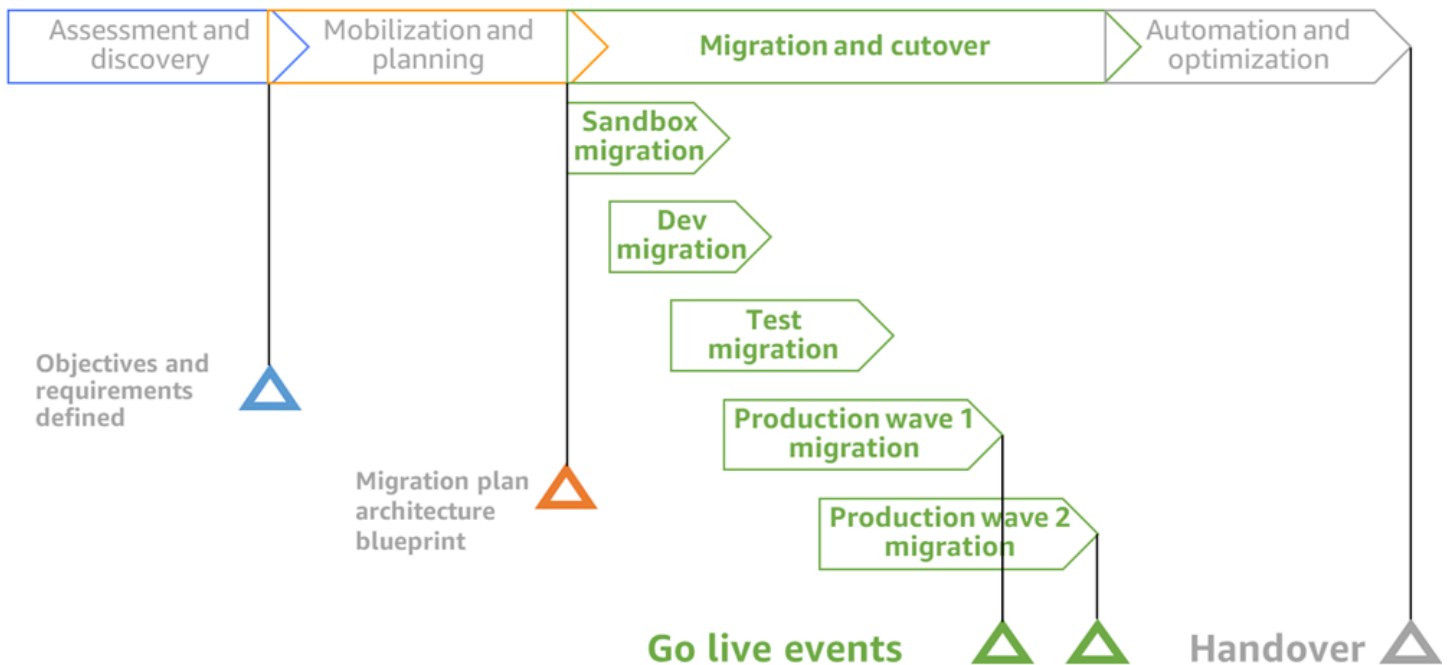 Assessment and
discovery
Mobilization and
planning
Migration and cutover
Automation and
optimization
Sandbox
migration
Dev
migration
Test
migration
Objectives and
requirements
defined
Production wave 1
migration
Migration plan
architecture
blueprint
Production wave 2
migration
Go live events
Handover